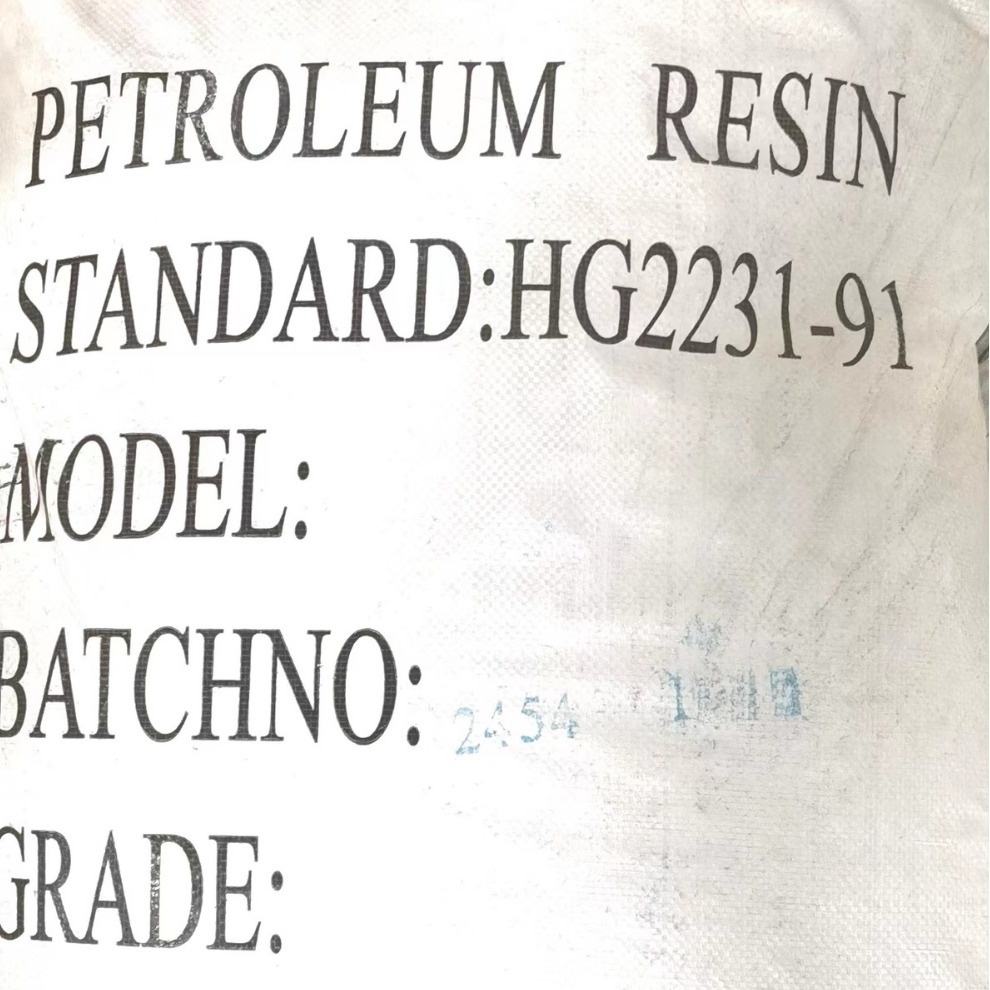 PETROLEUM RESIN
STANDARD:HG2231-91
MODEL:
BATCHNO: 2454
GRADE: